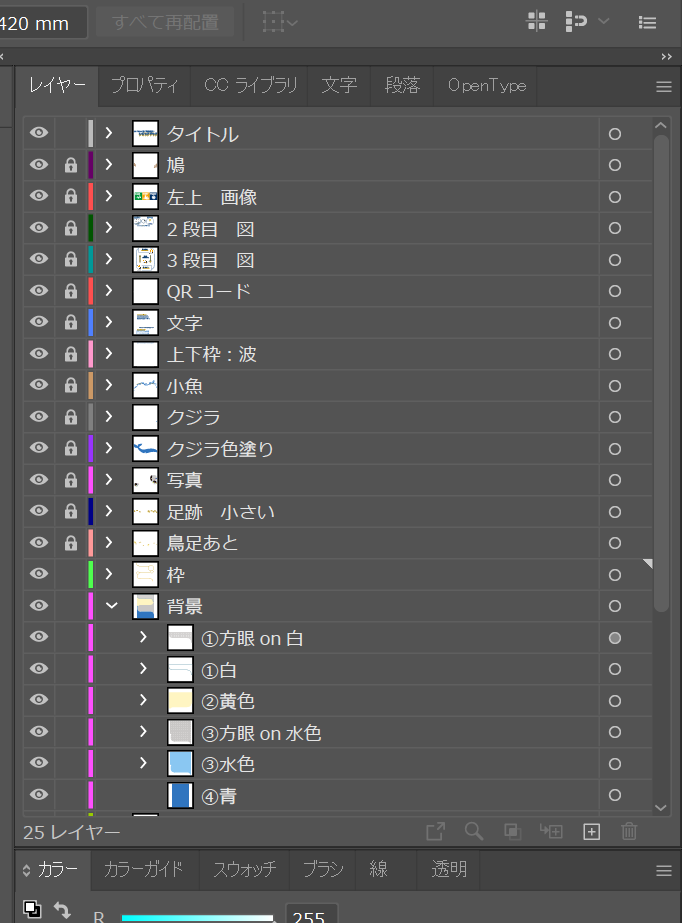 420 mm すべて再配置
レイヤー プロパティ CC ライブラリ 文字 段落 OpenType
タイトル
鳩
左上　画像
２段目　図
３段目　図
QRコード
文字
上下枠：波
小魚
クジラ
クジラ色塗り
写真
足跡　小さい
鳥足あと
枠
背景
①方眼 on 白
①白
②黄色
③方眼 on 水色
③水色
④青
25 レイヤー
カラー カラーガイド スウォッチ ブラシ 線 透明
R 255